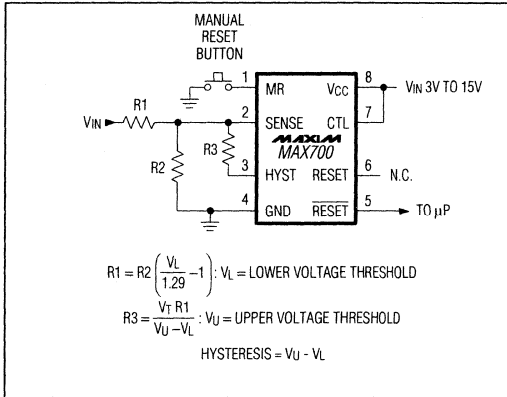 MANUAL
RESET
BUTTON
1 MR VCC 8 VIN 3V TO 15V
VIN R1 2 SENSE CTL 7
MAXIM
MAX700
R2 R3 3 HYST RESET 6 N.C.
4 GND RESET 5 TO µP
R1 = R2 (VL/1.29 −1) : VL = LOWER VOLTAGE THRESHOLD
R3 = VT R1/VU −VL : VU = UPPER VOLTAGE THRESHOLD
HYSTERESIS = VU - VL